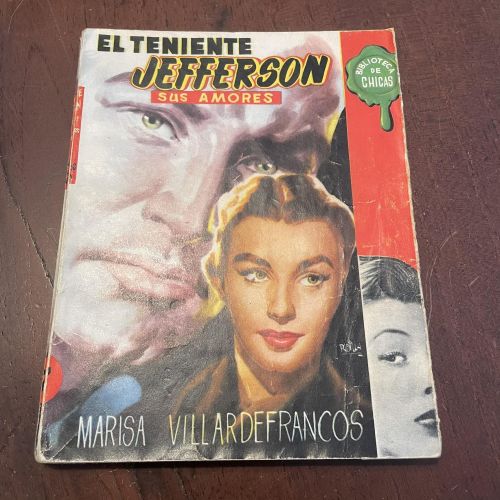 EL TENIENTE
JEFFERSON
SUS AMORES
BIBLIOTECA
DE
CHICAS
MARISA VILLARDEFRANCOS